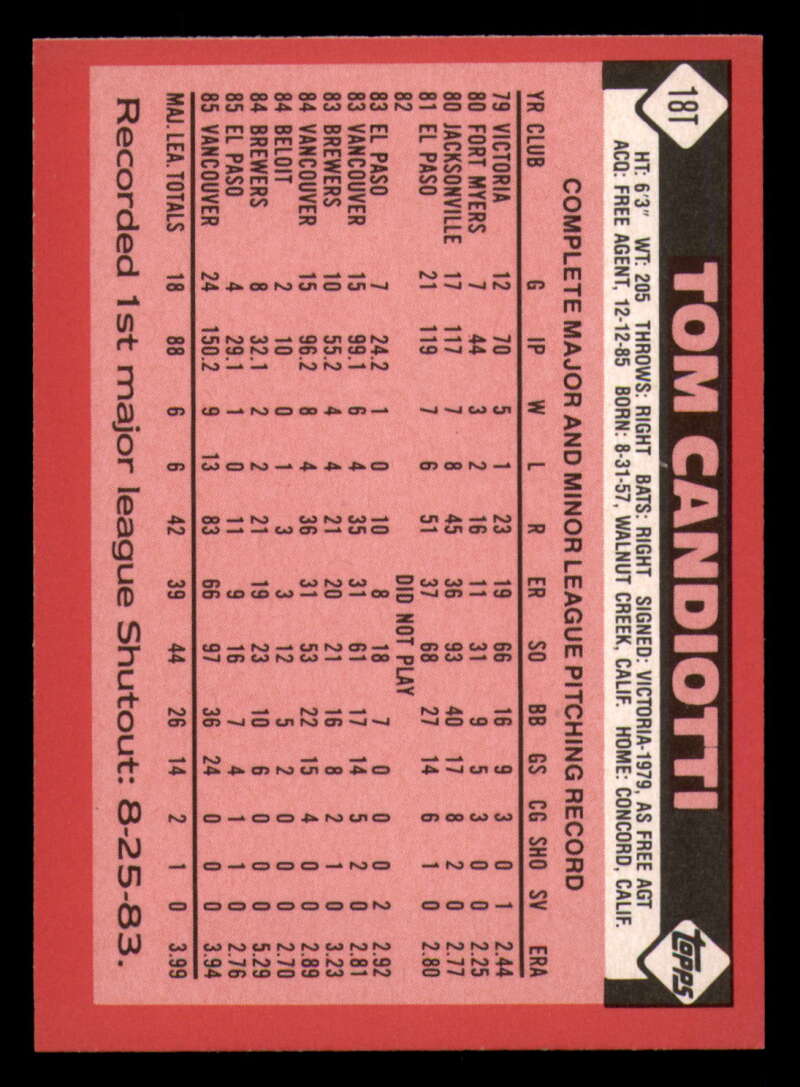 18T
TOM CANDIOTTI
topps
HT: 6'3" WT: 205 THROWS: RIGHT BATS: RIGHT SIGNED: VICTORIA-1979, AS FREE AGT
ACQ: FREE AGENT, 12-12-85 BORN: 8-31-57, WALNUT CREEK, CALIF. HOME: CONCORD, CALIF.
COMPLETE MAJOR AND MINOR LEAGUE PITCHING RECORD
YR CLUB G IP W L R ER SO BB GS CG SHO SV ERA
79 VICTORIA 12 70 5 1 23 19 66 16 9 3 0 1 2.44
80 FORT MYERS 7 44 3 2 16 11 31 9 5 3 0 0 2.25
80 JACKSONVILLE 17 117 7 8 45 36 93 40 17 8 2 0 2.77
81 EL PASO 21 119 7 6 51 37 68 27 14 6 1 0 2.80
82 DID NOT PLAY
83 EL PASO 7 24.2 1 0 10 8 18 7 0 0 0 2 2.92
83 VANCOUVER 15 99.1 6 4 35 31 61 17 14 5 2 0 2.81
83 BREWERS 10 55.2 4 4 21 20 21 16 8 2 1 0 3.23
84 VANCOUVER 15 96.2 8 4 36 31 53 22 15 4 0 0 2.89
84 BELOIT 2 10 0 1 3 3 12 5 2 0 0 0 2.70
84 BREWERS 8 32.1 2 2 21 19 23 10 6 0 0 0 5.29
85 EL PASO 4 29.1 1 0 11 9 16 7 4 1 1 0 2.76
85 VANCOUVER 24 150.2 9 13 83 66 97 36 24 0 0 0 3.94
MAJ. LEA. TOTALS 18 88 6 6 42 39 44 26 14 2 1 0 3.99
Recorded 1st major league Shutout: 8-25-83.